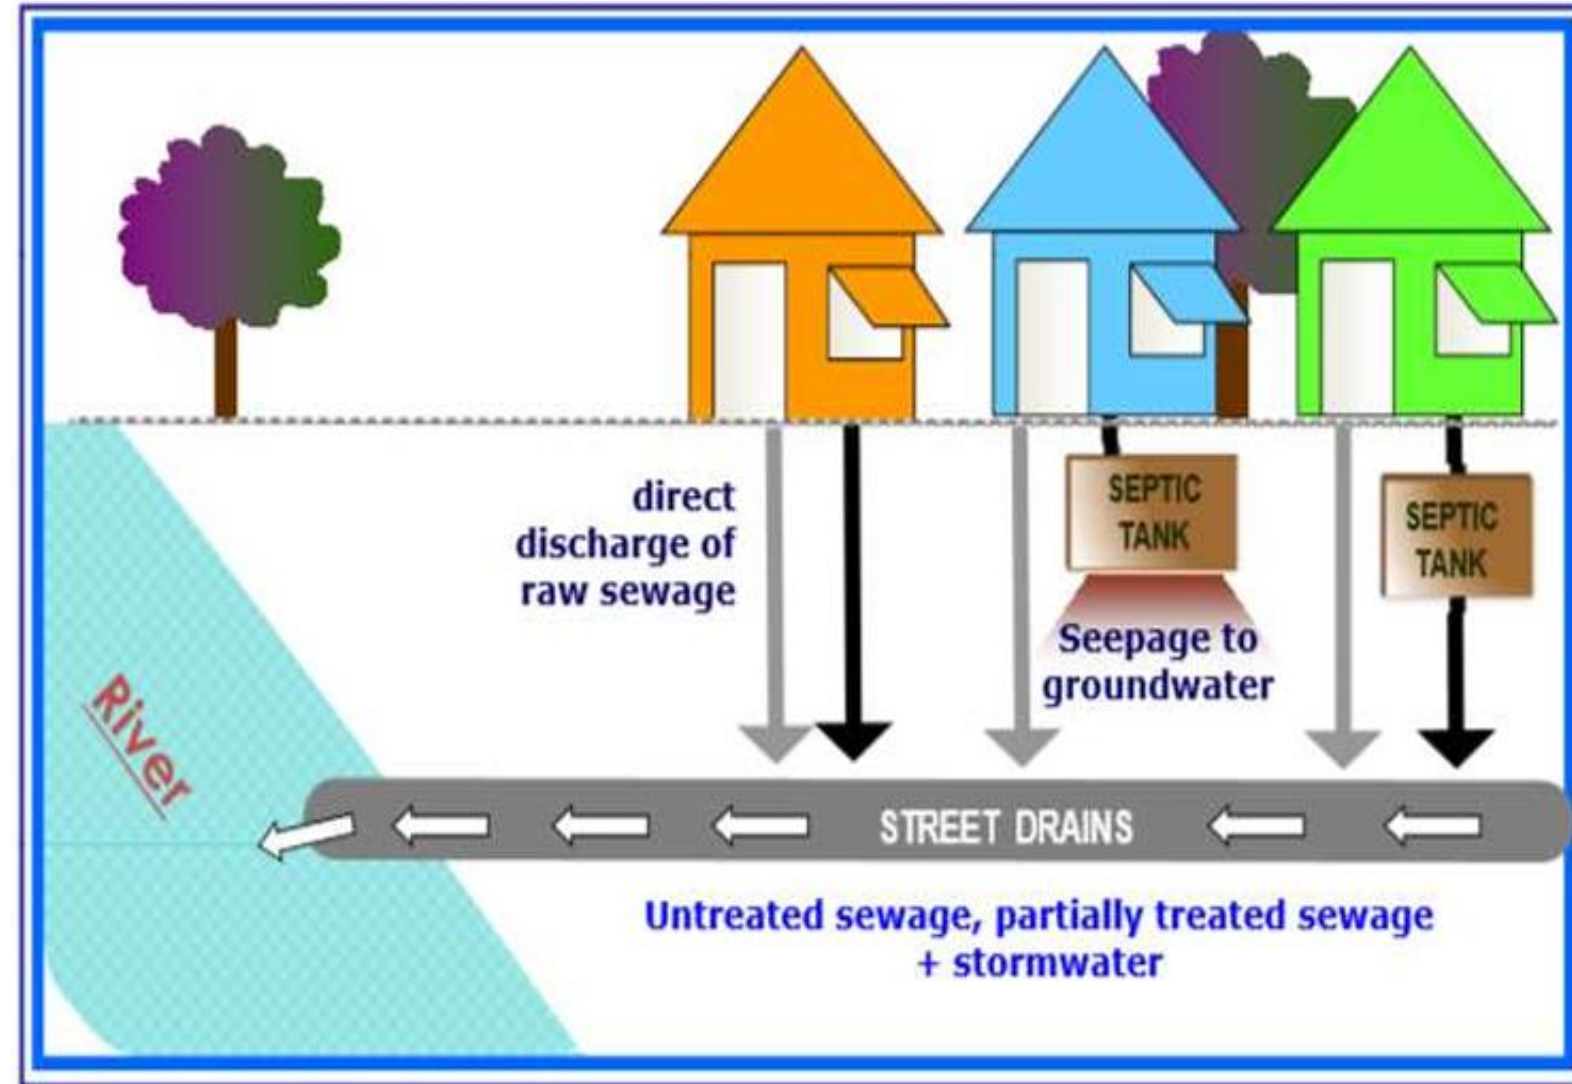 direct
discharge of
raw sewage
SEPTIC
TANK
Seepage to
groundwater
SEPTIC
TANK
River
STREET DRAINS
Untreated sewage, partially treated sewage
+ stormwater